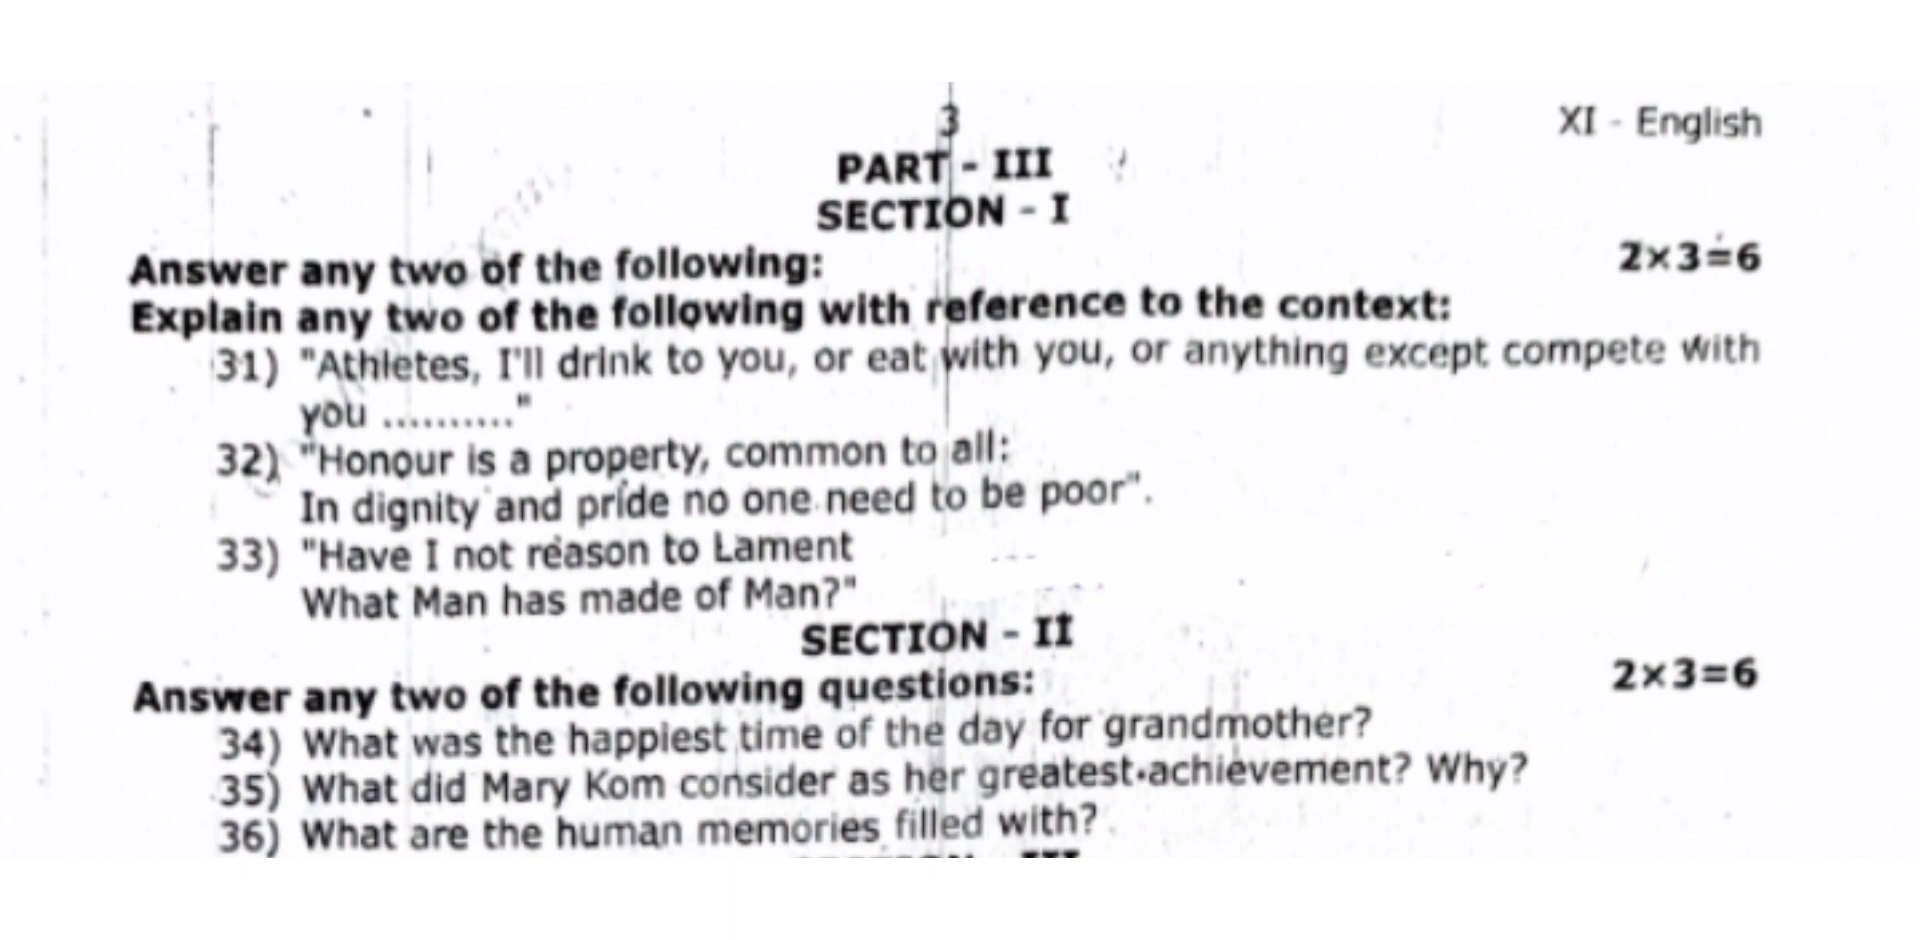 3
XI - English
PART - III
SECTION - I
Answer any two of the following: 2×3=6
Explain any two of the following with reference to the context:
31) "Athletes, I'll drink to you, or eat with you, or anything except compete with
you .........."
32) "Honour is a property, common to all:
In dignity and pride no one need to be poor".
33) "Have I not reason to Lament
What Man has made of Man?"
SECTION - II
Answer any two of the following questions: 2×3=6
34) What was the happiest time of the day for grandmother?
35) What did Mary Kom consider as her greatest achievement? Why?
36) What are the human memories filled with?